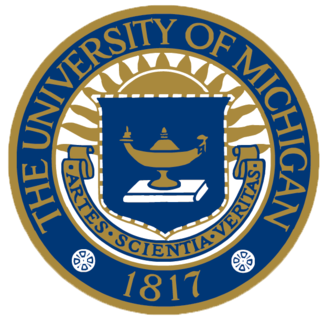 THE UNIVERSITY OF MICHIGAN
ARTES · SCIENTIA · VERITAS
1817